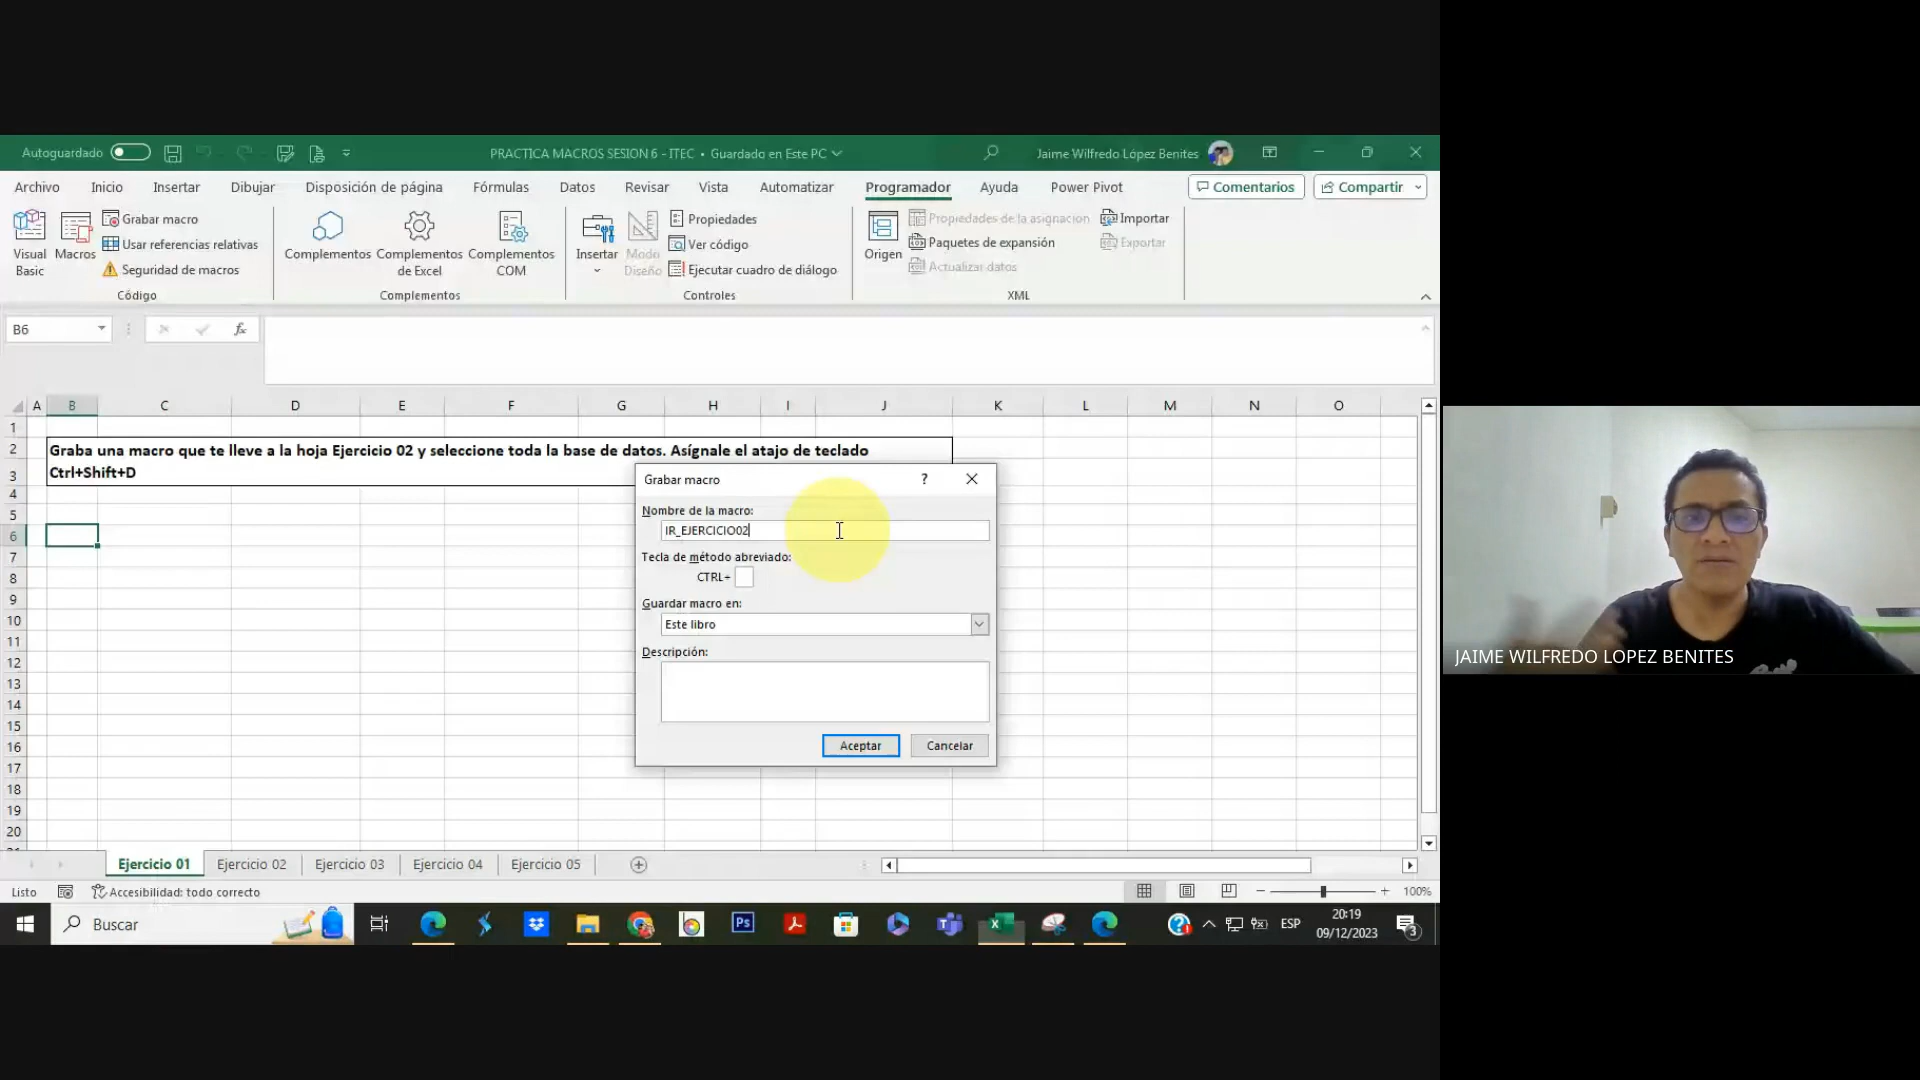 Autoguardado
PRACTICA MACROS SESION 6 - ITEC • Guardado en Este PC
Jaime Wilfredo López Benites
Archivo Inicio Insertar Dibujar Disposición de página Fórmulas Datos Revisar Vista Automatizar Programador Ayuda Power Pivot Comentarios Compartir
Visual Basic
Macros
Grabar macro
Usar referencias relativas
Seguridad de macros
Código
Complementos
Complementos de Excel
Complementos COM
Complementos
Insertar
Modo Diseño
Propiedades
Ver código
Ejecutar cuadro de diálogo
Controles
Origen
Propiedades de la asignación
Paquetes de expansión
Actualizar datos
Importar
Exportar
XML
B6
fx
A B C D E F G H I J K L M N O
1
2
3
4
5
6
7
8
9
10
11
12
13
14
15
16
17
18
19
20
Graba una macro que te lleve a la hoja Ejercicio 02 y seleccione toda la base de datos. Asígnale el atajo de teclado
Ctrl+Shift+D
Grabar macro ?
Nombre de la macro:
IR_EJERCICIO02
Tecla de método abreviado:
CTRL+
Guardar macro en:
Este libro
Descripción:
Aceptar Cancelar
Ejercicio 01 Ejercicio 02 Ejercicio 03 Ejercicio 04 Ejercicio 05
Listo
Accesibilidad: todo correcto
100%
Buscar
Ps
ESP
20:19
09/12/2023
3
JAIME WILFREDO LOPEZ BENITES